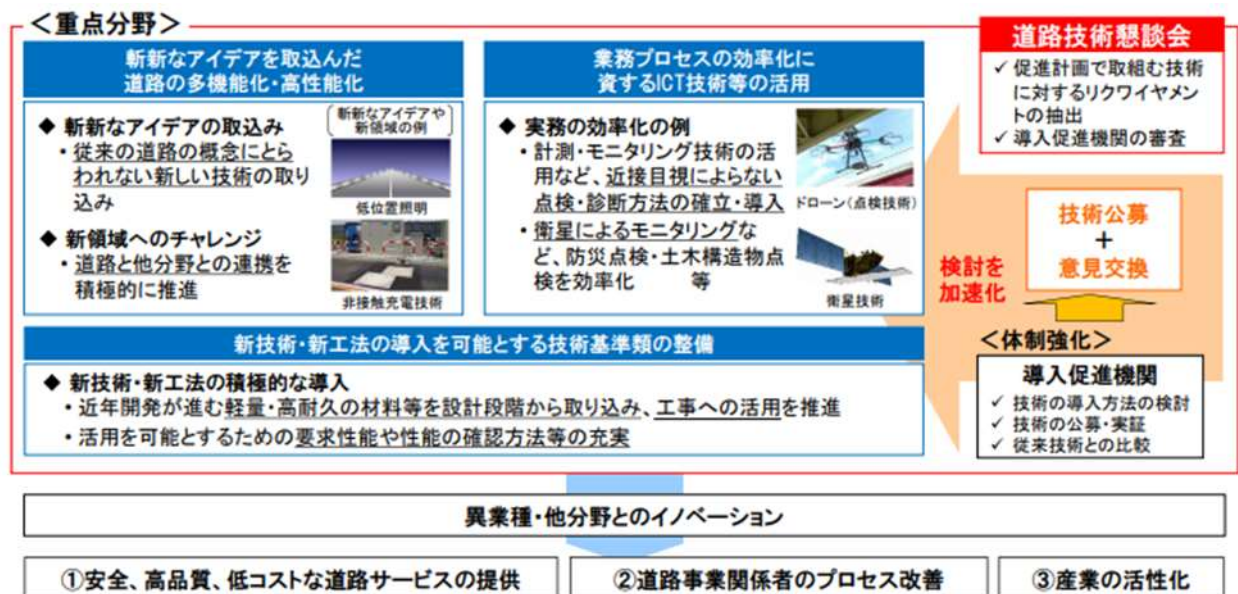 ＜重点分野＞
斬新なアイデアを取込んだ
道路の多機能化・高性能化
◆ 斬新なアイデアの取込み
・従来の道路の概念にとら
われない新しい技術の取り
込み
◆ 新領域へのチャレンジ
・道路と他分野との連携を
積極的に推進
斬新なアイデアや
新領域の例
低位置照明
非接触充電技術
業務プロセスの効率化に
資するICT技術等の活用
◆ 実務の効率化の例
・計測・モニタリング技術の活
用など、近接目視によらない
点検・診断方法の確立・導入
・衛星によるモニタリングな
ど、防災点検・土木構造物点
検を効率化　　等
ドローン（点検技術）
衛星技術
新技術・新工法の導入を可能とする技術基準類の整備
◆ 新技術・新工法の積極的な導入
・近年開発が進む軽量・高耐久の材料等を設計段階から取り込み、工事への活用を推進
・活用を可能とするための要求性能や性能の確認方法等の充実
道路技術懇談会
✓ 促進計画で取組む技術
に対するリクワイヤメン
トの抽出
✓ 導入促進機関の審査
技術公募
＋
意見交換
検討を
加速化
＜体制強化＞
導入促進機関
✓ 技術の導入方法の検討
✓ 技術の公募・実証
✓ 従来技術との比較
異業種・他分野とのイノベーション
①安全、高品質、低コストな道路サービスの提供
②道路事業関係者のプロセス改善
③産業の活性化